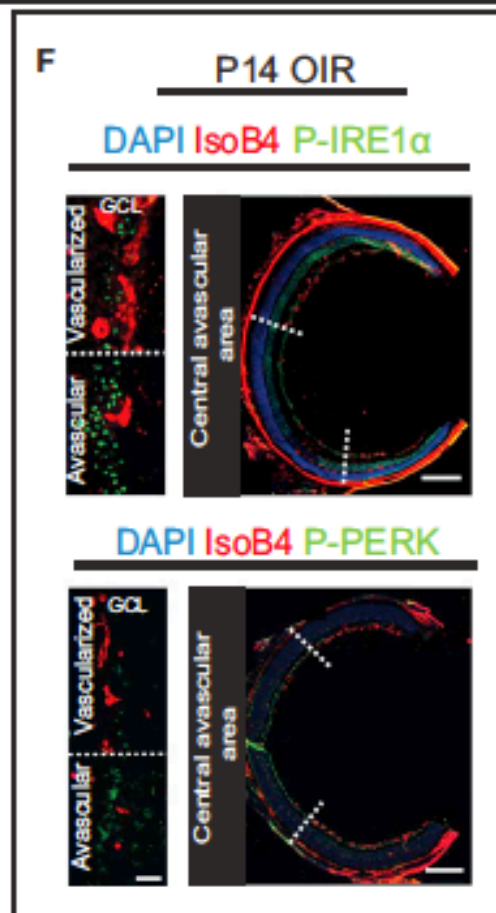 F
P14 OIR
DAPI IsoB4 P-IRE1α
GCL
Vascularized
Avascular
Central avascular
area
DAPI IsoB4 P-PERK
GCL
Vascularized
Avascular
Central avascular
area